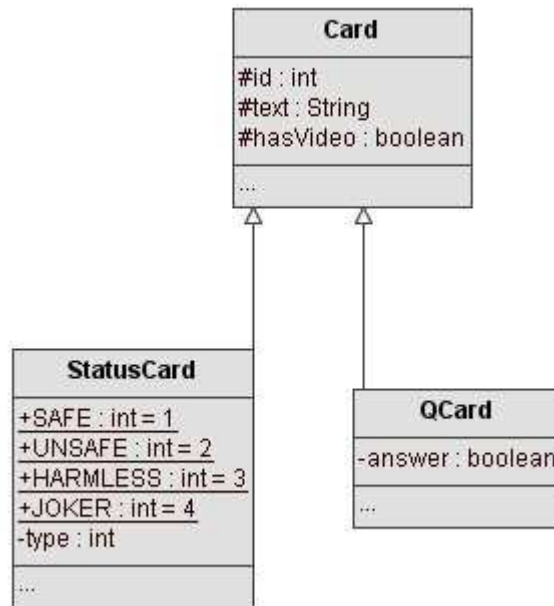 Card
#id : int
#text : String
#hasVideo : boolean
...
StatusCard
+SAFE : int = 1
+UNSAFE : int = 2
+HARMLESS : int = 3
+JOKER : int = 4
-type : int
...
QCard
-answer : boolean
...